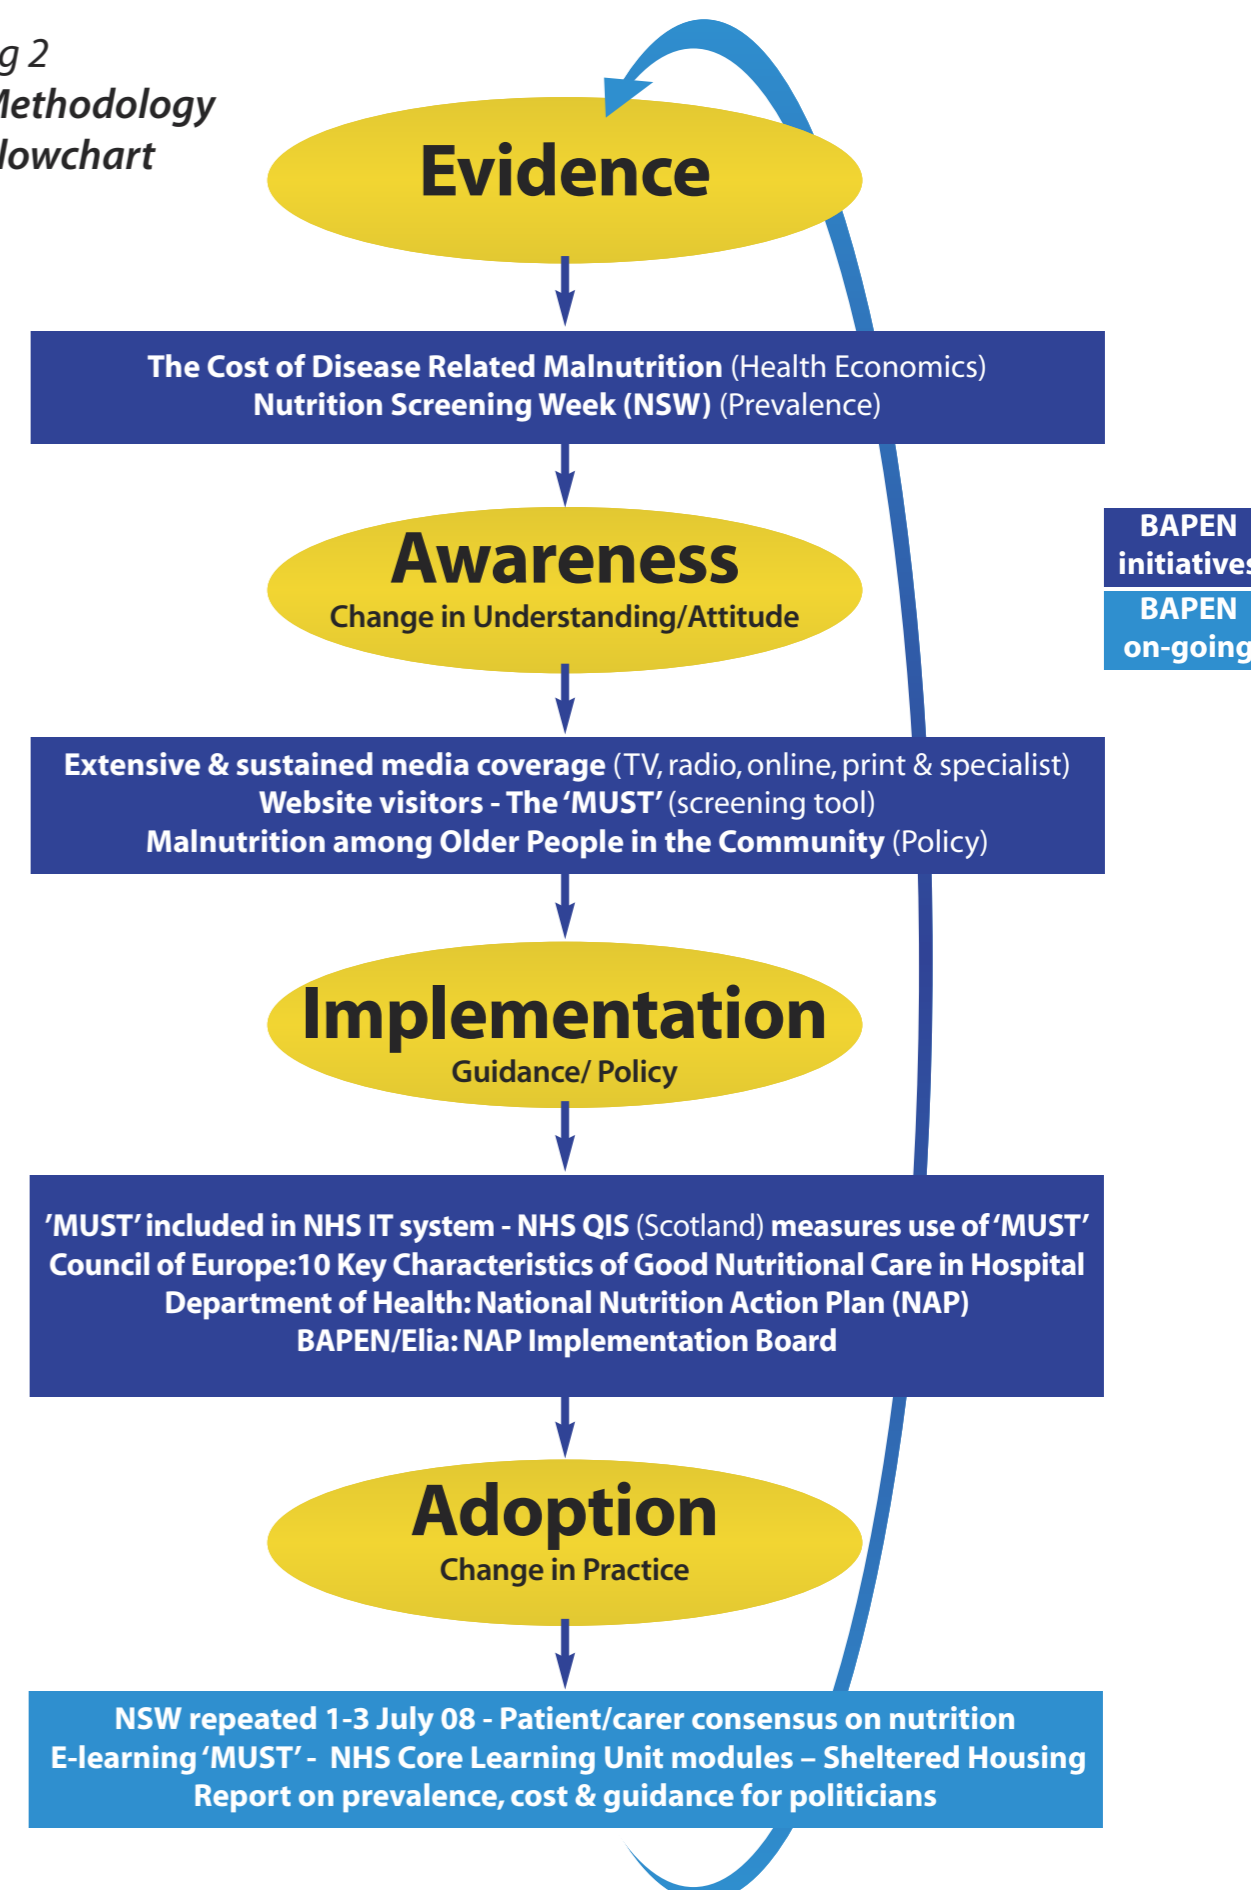 g 2
Methodology
lowchart
Evidence
The Cost of Disease Related Malnutrition (Health Economics)
Nutrition Screening Week (NSW) (Prevalence)
Awareness
Change in Understanding/Attitude
BAPEN
initiatives
BAPEN
on-going
Extensive & sustained media coverage (TV, radio, online, print & specialist)
Website visitors - The ‘MUST’ (screening tool)
Malnutrition among Older People in the Community (Policy)
Implementation
Guidance/ Policy
’MUST’ included in NHS IT system - NHS QIS (Scotland) measures use of ‘MUST’
Council of Europe:10 Key Characteristics of Good Nutritional Care in Hospital
Department of Health: National Nutrition Action Plan (NAP)
BAPEN/Elia: NAP Implementation Board
Adoption
Change in Practice
NSW repeated 1-3 July 08 - Patient/carer consensus on nutrition
E-learning ‘MUST’ - NHS Core Learning Unit modules – Sheltered Housing
Report on prevalence, cost & guidance for politicians